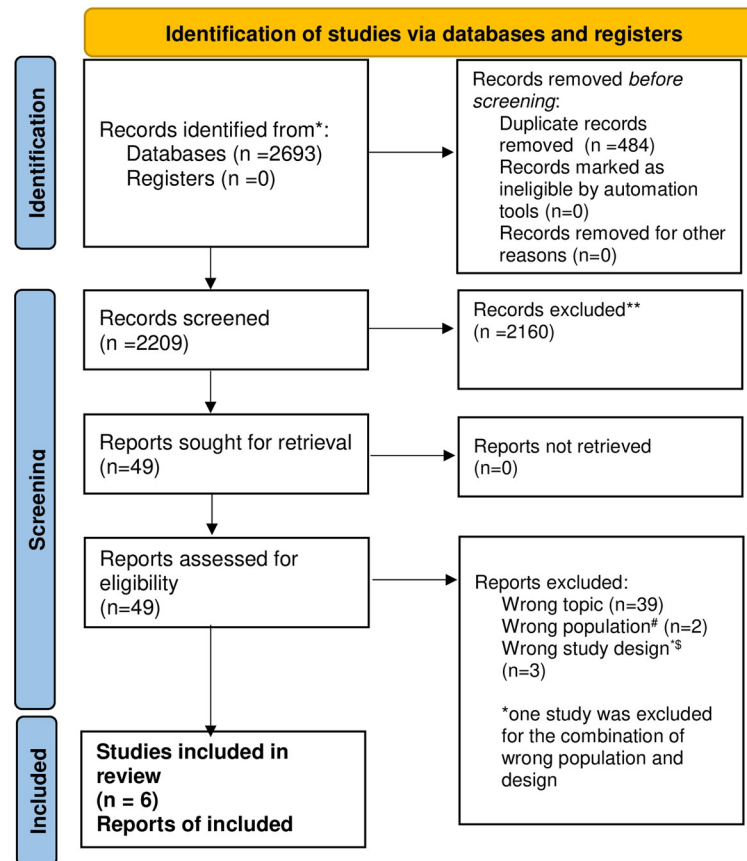 Identification of studies via databases and registers
Identification
Records identified from*:
Databases (n =2693)
Registers (n =0)
Records removed before
screening:
Duplicate records
removed (n =484)
Records marked as
ineligible by automation
tools (n=0)
Records removed for other
reasons (n=0)
Screening
Records screened
(n =2209)
Records excluded**
(n =2160)
Reports sought for retrieval
(n=49)
Reports not retrieved
(n=0)
Reports assessed for
eligibility
(n=49)
Reports excluded:
Wrong topic (n=39)
Wrong population# (n=2)
Wrong study design*$
(n=3)
*one study was excluded
for the combination of
wrong population and
design
Included
Studies included in
review
(n = 6)
Reports of included